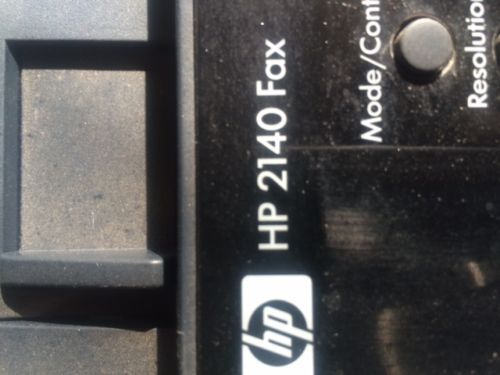 hp
HP 2140 Fax
Mode/Cont
Resolutio